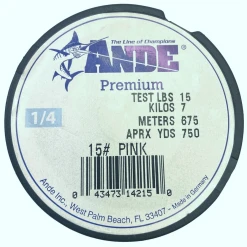 The Line of Champions
ANDE
Premium
TEST LBS 15
KILOS 7
1/4
METERS 675
APRX YDS 750
15# PINK
0 43473 14215 0
Ande Inc., West Palm Beach, FL 33407 - Made in Germany